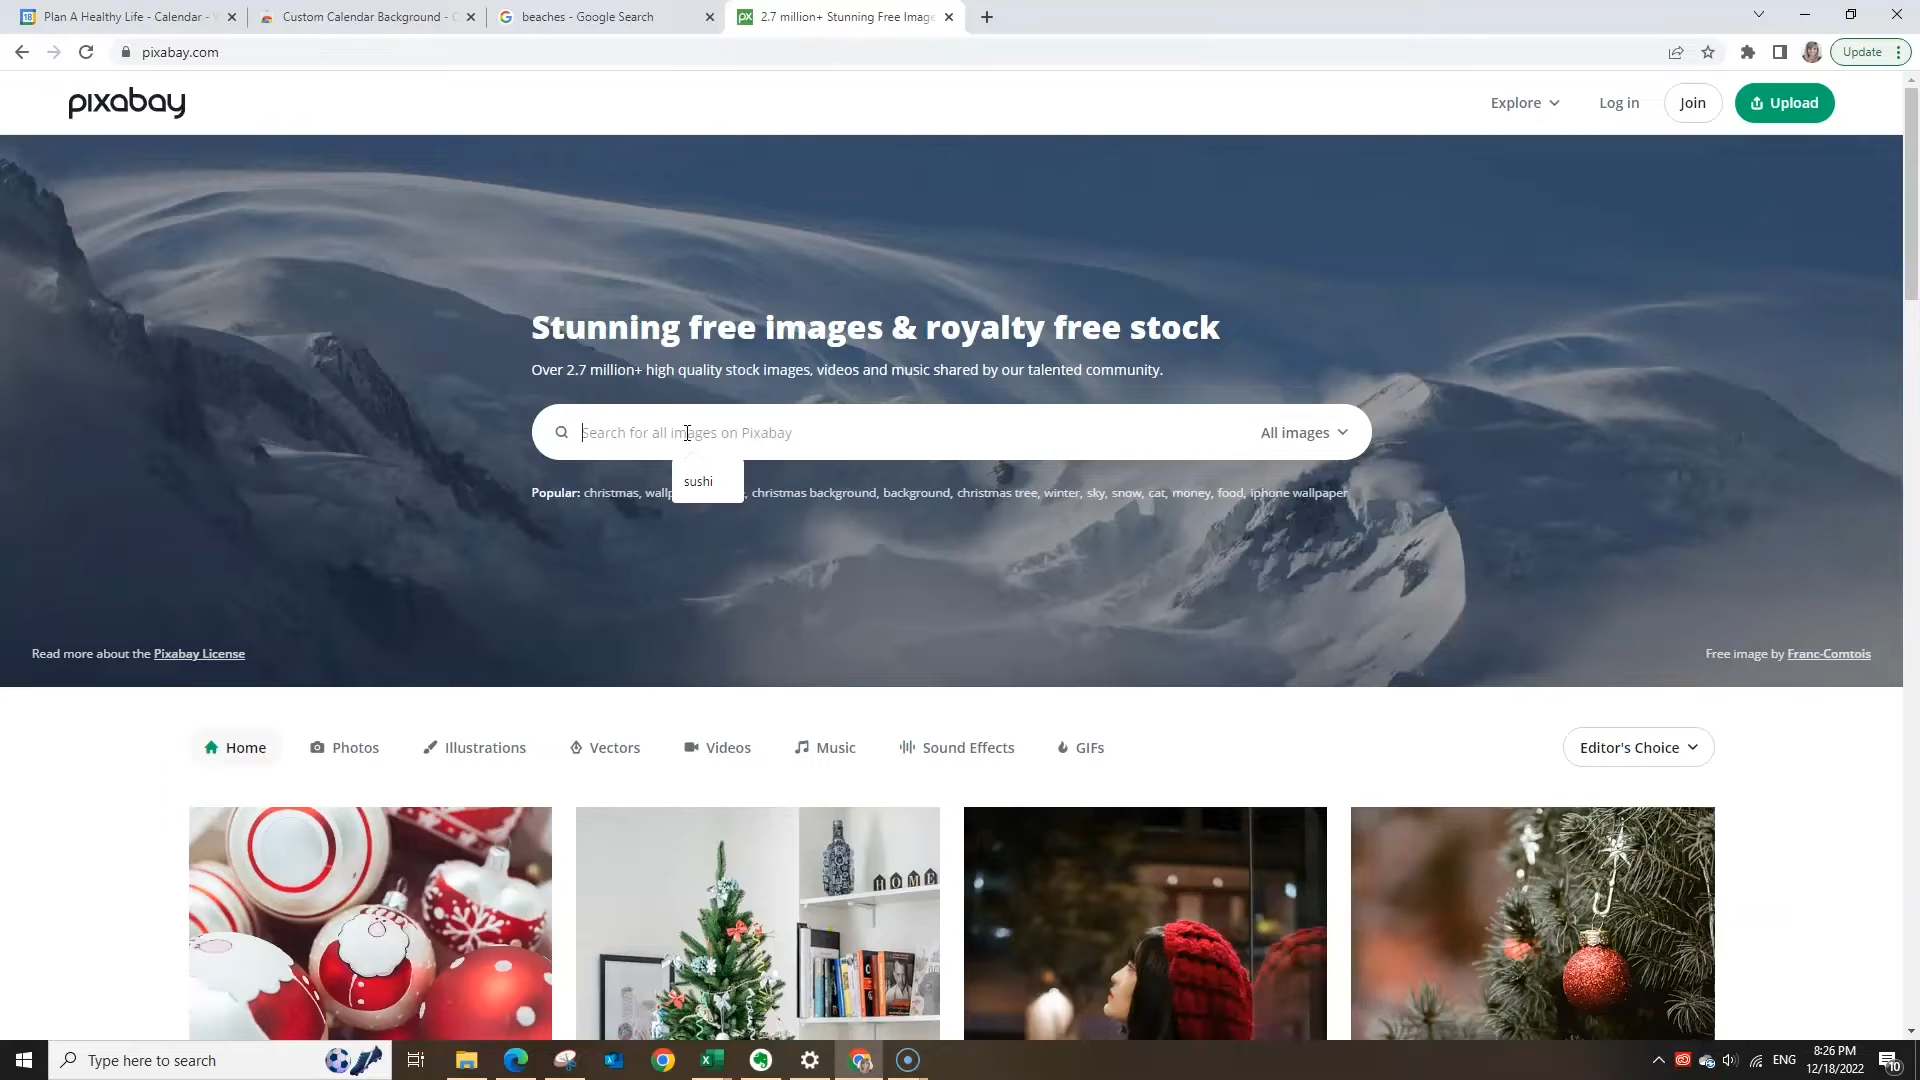 Plan A Healthy Life - Calendar -
Custom Calendar Background -
beaches - Google Search
2.7 million+ Stunning Free Image
pixabay.com
Update
pixabay
Explore
Log in
Join
Upload
Stunning free images & royalty free stock
Over 2.7 million+ high quality stock images, videos and music shared by our talented community.
Search for all images on Pixabay
All images
sushi
Popular: christmas, wallp christmas background, background, christmas tree, winter, sky, snow, cat, money, food, iphone wallpaper
Read more about the Pixabay License
Free image by Franc-Comtois
Home
Photos
Illustrations
Vectors
Videos
Music
Sound Effects
GIFs
Editor's Choice
HOME
Type here to search
ENG
8:26 PM
12/18/2022
10